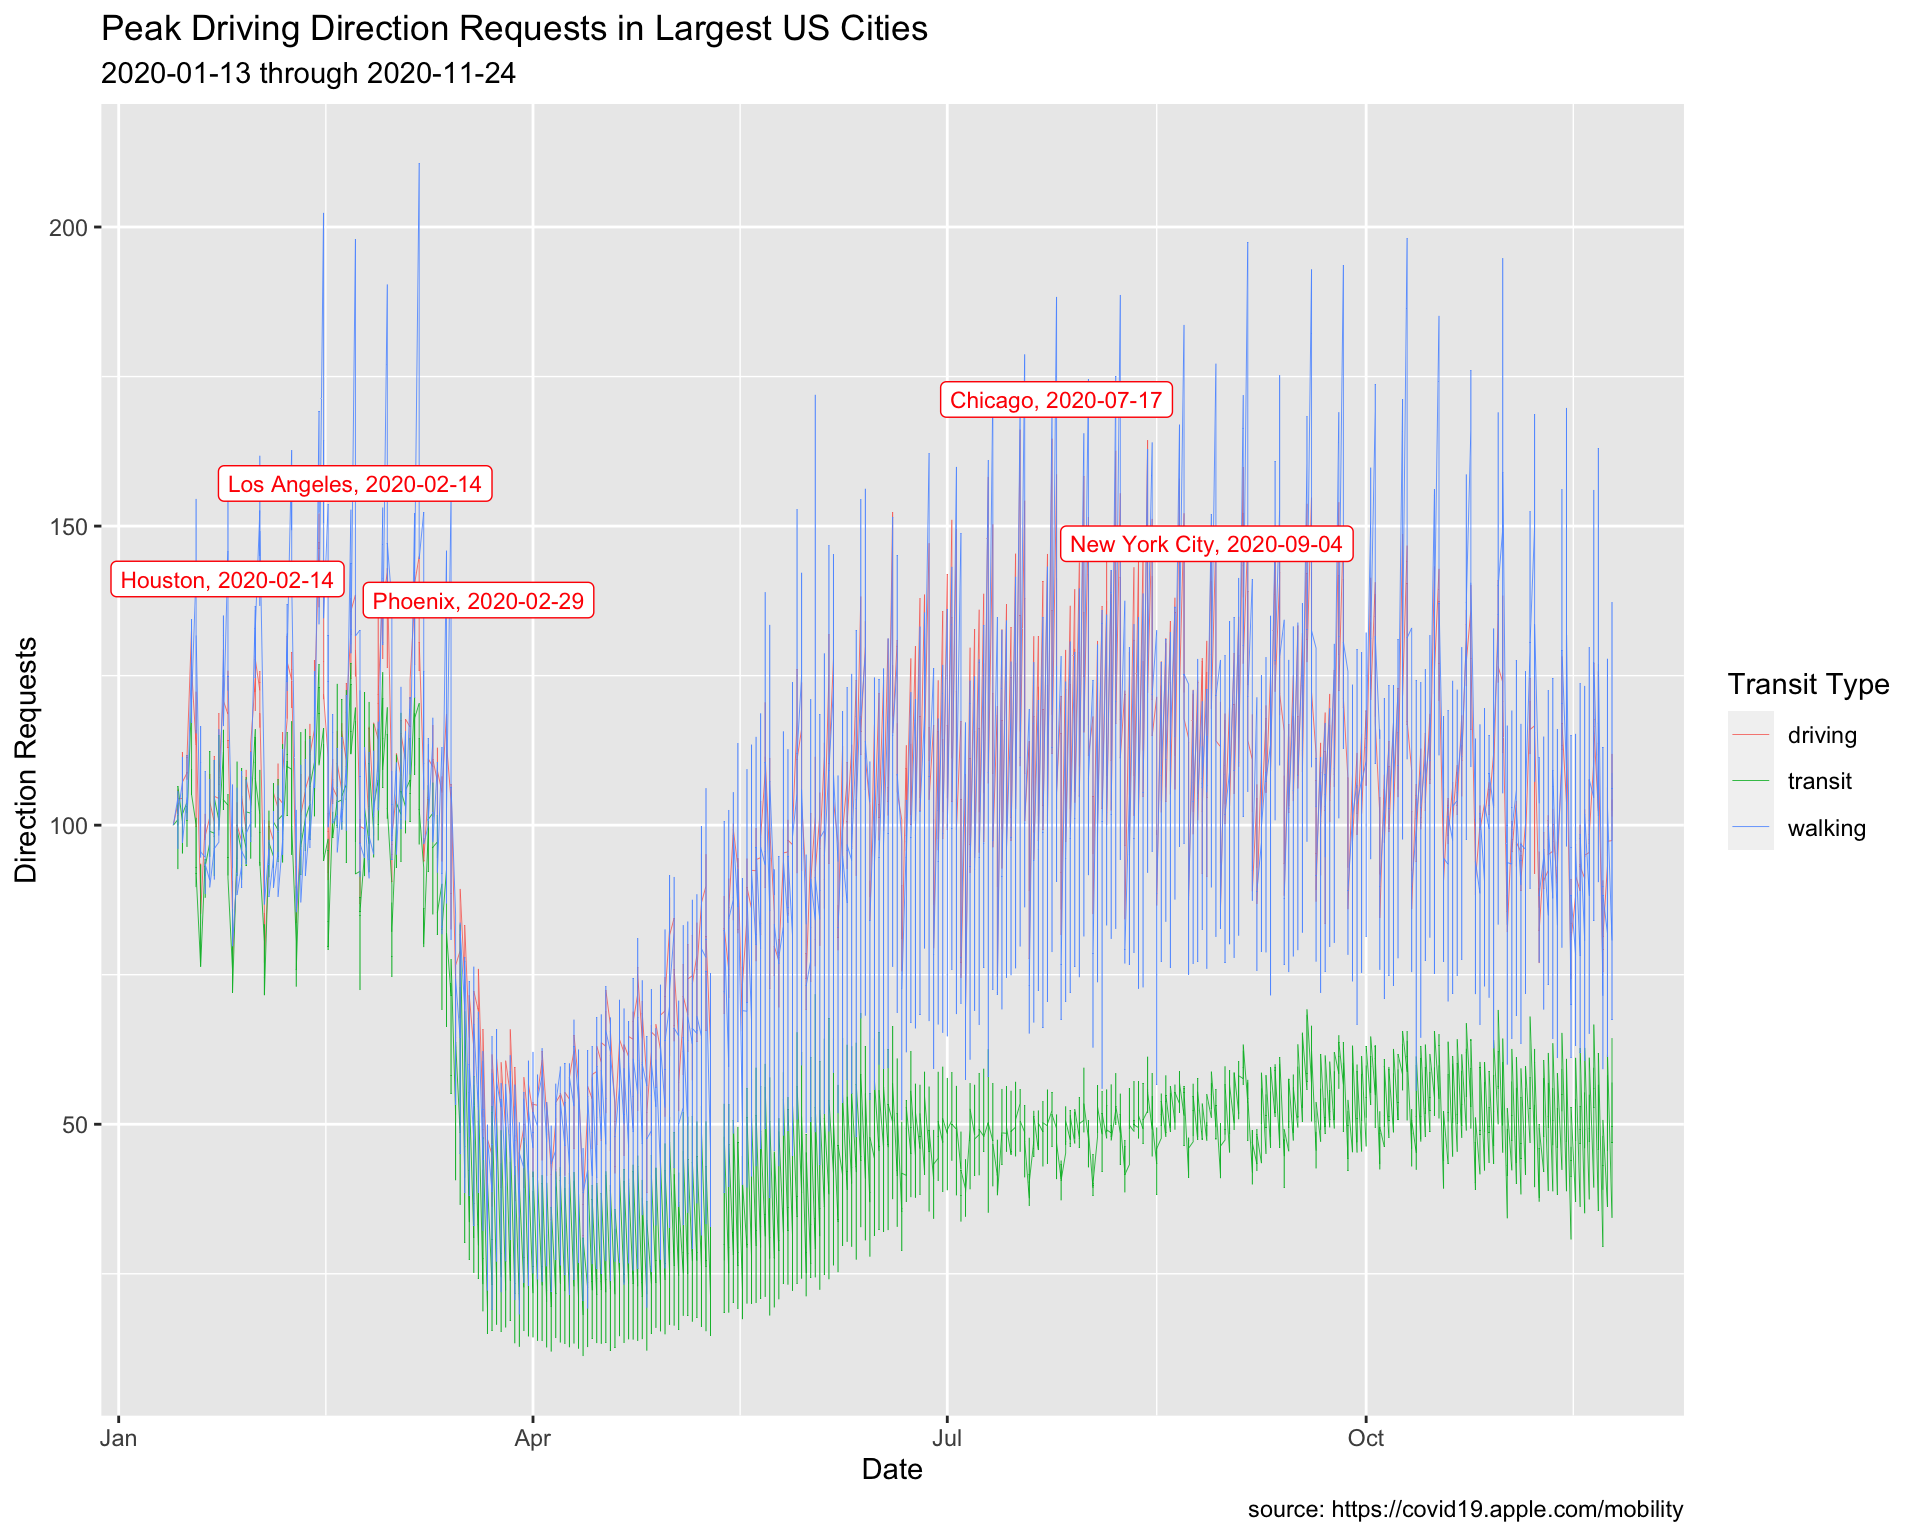 Peak Driving Direction Requests in Largest US Cities
2020-01-13 through 2020-11-24
Direction Requests
200
150
100
50
Chicago, 2020-07-17
Los Angeles, 2020-02-14
New York City, 2020-09-04
Houston, 2020-02-14
Phoenix, 2020-02-29
Transit Type
driving
transit
walking
Jan
Apr
Jul
Oct
Date
source: https://covid19.apple.com/mobility